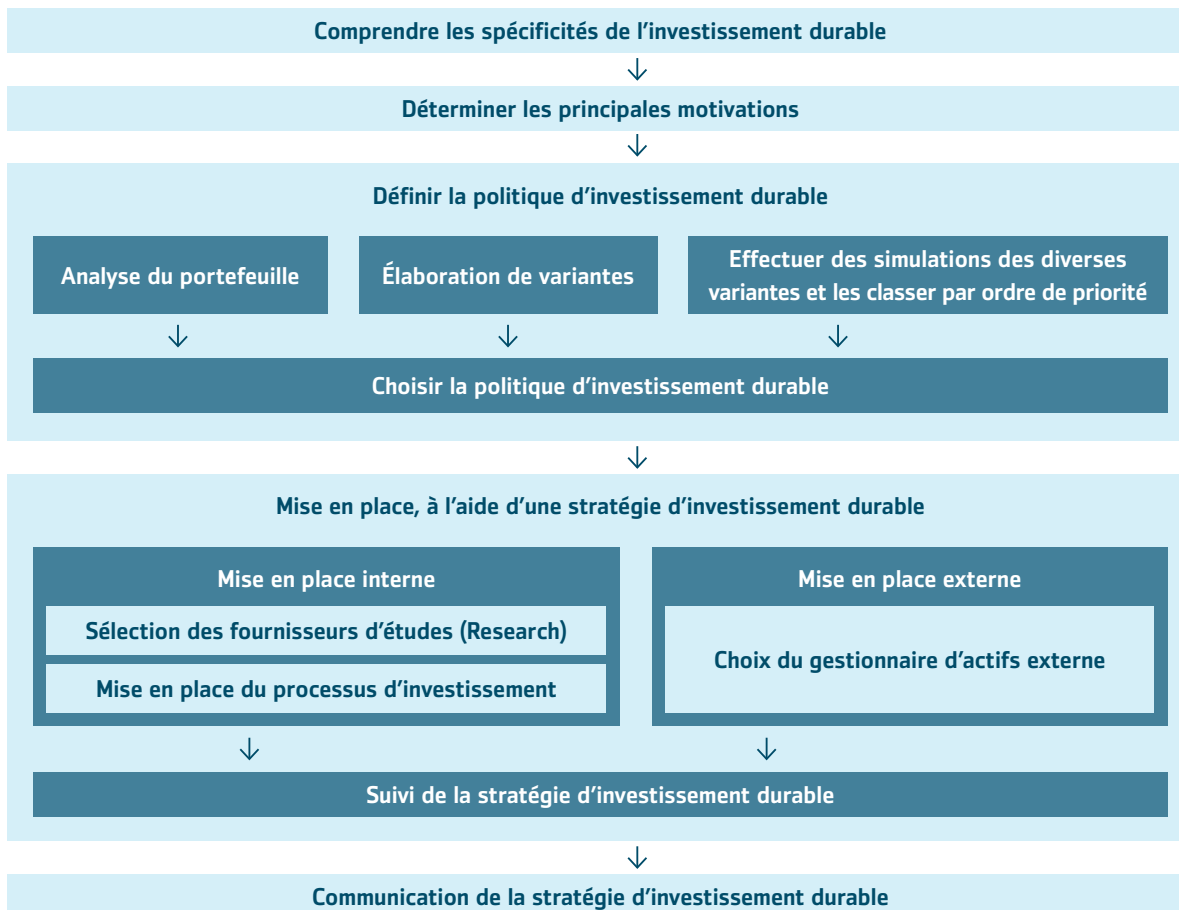 Comprendre les spécificités de l’investissement durable
Déterminer les principales motivations
Définir la politique d’investissement durable
Analyse du portefeuille
Élaboration de variantes
Effectuer des simulations des diverses
variantes et les classer par ordre de priorité
Choisir la politique d’investissement durable
Mise en place, à l’aide d’une stratégie d’investissement durable
Mise en place interne
Sélection des fournisseurs d’études (Research)
Mise en place du processus d’investissement
Mise en place externe
Choix du gestionnaire d’actifs externe
Suivi de la stratégie d’investissement durable
Communication de la stratégie d’investissement durable